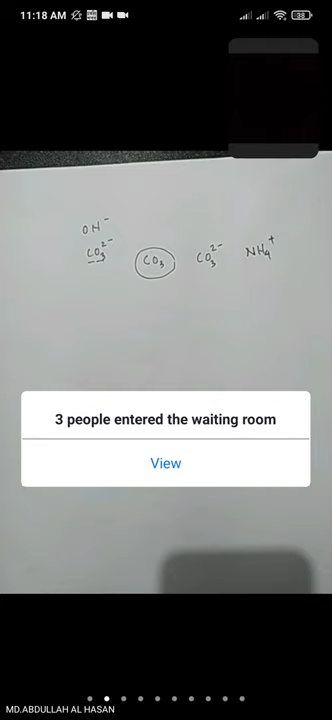 11:18 AM
38
OH⁻
CO₃²⁻ CO₃ CO₃²⁻ NH₄⁺
3 people entered the waiting room
View
MD.ABDULLAH AL HASAN